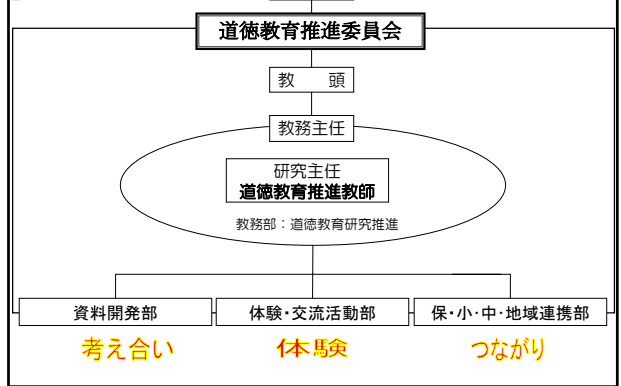 道徳教育推進委員会
教　頭
教務主任
研究主任
道徳教育推進教師
教務部：道徳教育研究推進
資料開発部
体験・交流活動部
保・小・中・地域連携部
考え合い
体験
つながり